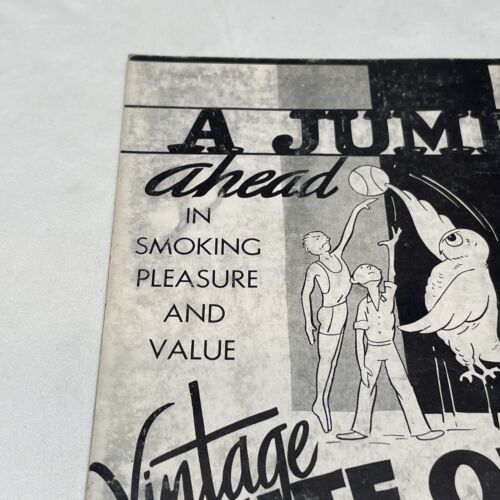 A JUMP
ahead
IN
SMOKING
PLEASURE
AND
VALUE
Vintage